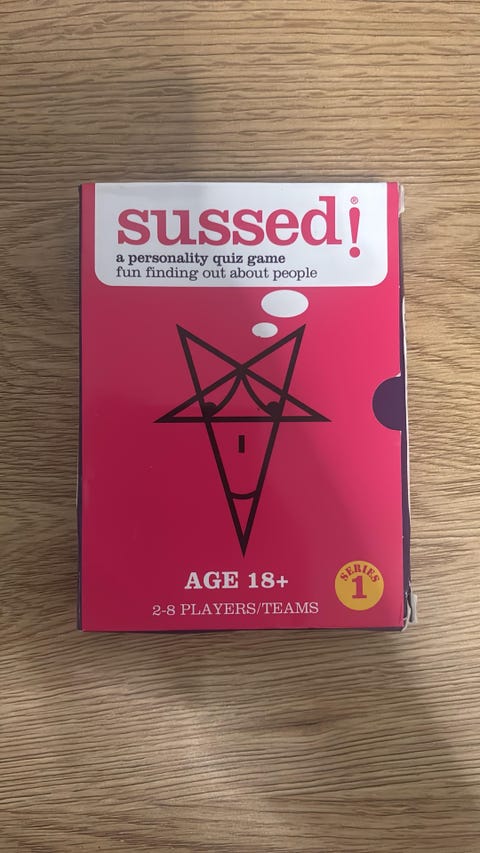 sussed!®
a personality quiz game
fun finding out about people
AGE 18+
2-8 PLAYERS/TEAMS
SERIES
1